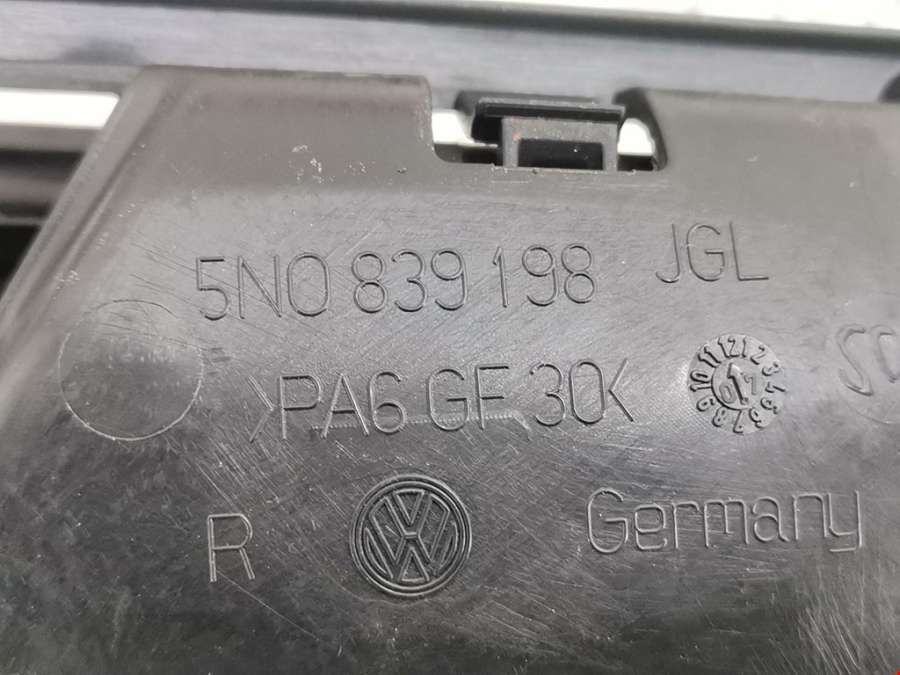 5N0 839 198 JGL
>PA6 GF 30<
R
Germany